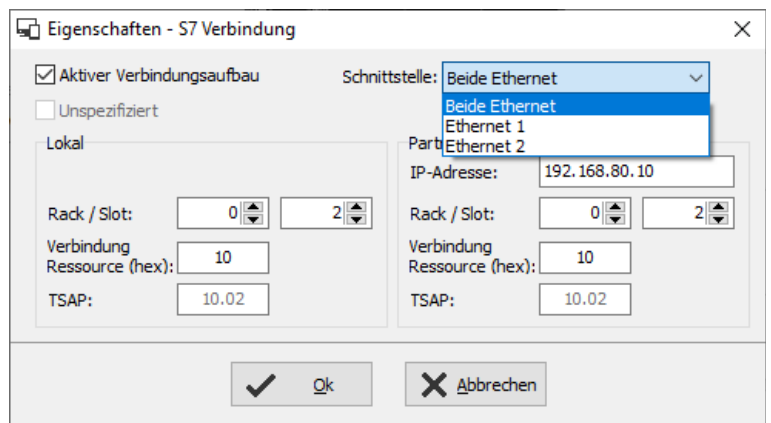 Eigenschaften - S7 Verbindung
Aktiver Verbindungsaufbau
Schnittstelle: Beide Ethernet
Beide Ethernet
Ethernet 1
Ethernet 2
Unspezifiziert
Lokal
Rack / Slot: 0 2
Verbindung
Ressource (hex): 10
TSAP: 10.02
IP-Adresse: 192.168.80.10
Rack / Slot: 0 2
Verbindung
Ressource (hex): 10
TSAP: 10.02
Ok
Abbrechen